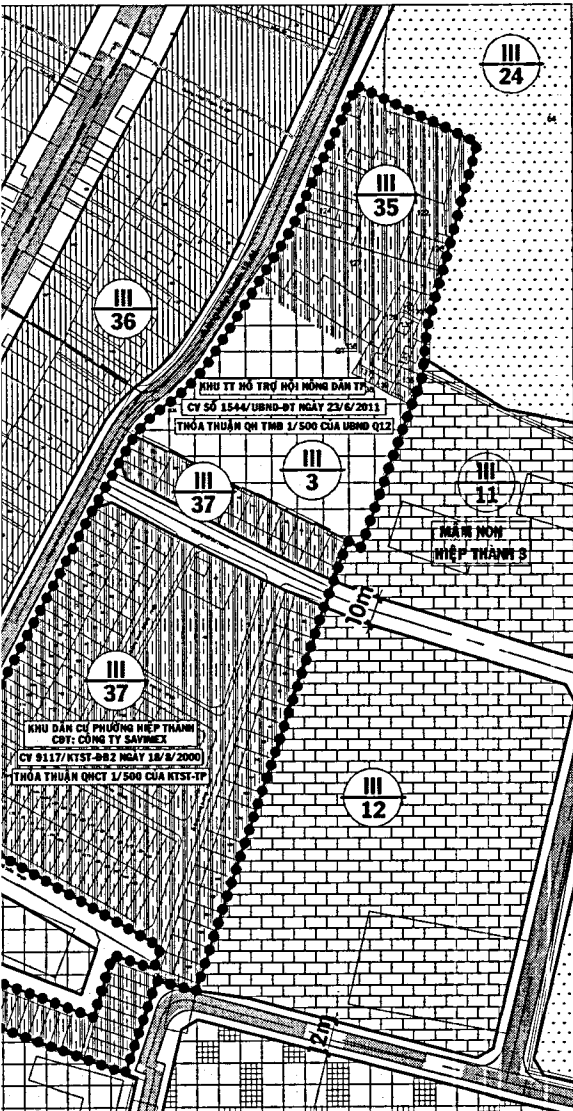 III
24
III
35
III
36
KHU TT HỖ TRỢ HỘI NÔNG DÂN TP
CV SỐ 1544/UBND-ĐT NGÀY 23/6/2011
THỎA THUẬN QH TMB 1/500 CỦA UBND Q12
III
3
III
37
III
11
MẦM NON
HIỆP THÀNH 3
10m
III
37
KHU DÂN CƯ PHƯỜNG HIỆP THÀNH
CĐT: CÔNG TY SAVIMEX
CV 9117/KTST-ĐB2 NGÀY 18/8/2000
THỎA THUẬN QHCT 1/500 CỦA KTST-TP
III
12
12m